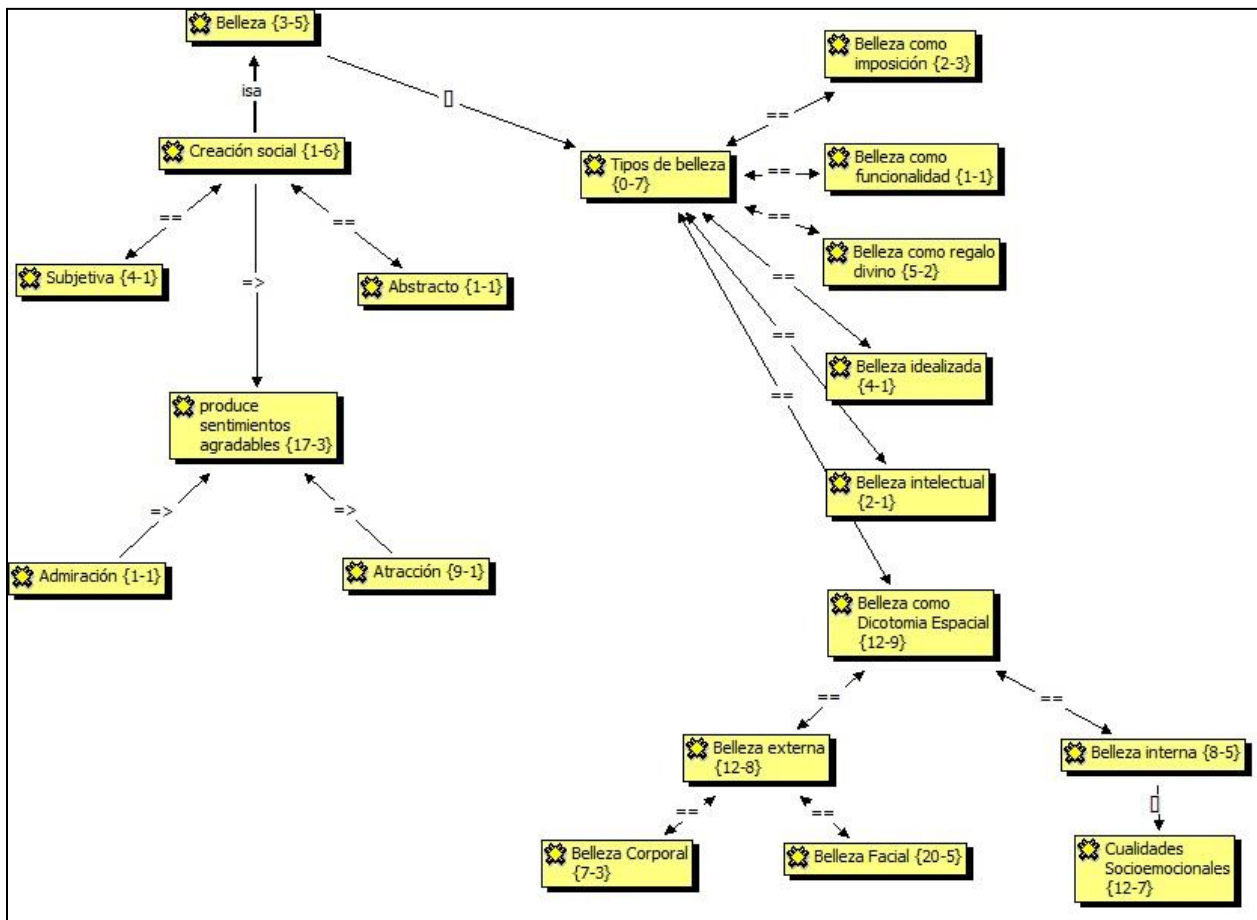 Belleza {3-5}
isa
[]
Creación social {1-6}
==
==
=>
Subjetiva {4-1}
Abstracto {1-1}
produce
sentimientos
agradables {17-3}
=>
=>
Admiración {1-1}
Atracción {9-1}
Tipos de belleza
{0-7}
==
Belleza como
imposición {2-3}
==
Belleza como
funcionalidad {1-1}
==
Belleza como regalo
divino {5-2}
==
Belleza idealizada
{4-1}
==
Belleza intelectual
{2-1}
==
Belleza como
Dicotomia Espacial
{12-9}
==
==
Belleza externa
{12-8}
Belleza interna {8-5}
==
==
[]
Belleza Corporal
{7-3}
Belleza Facial {20-5}
Cualidades
Socioemocionales
{12-7}